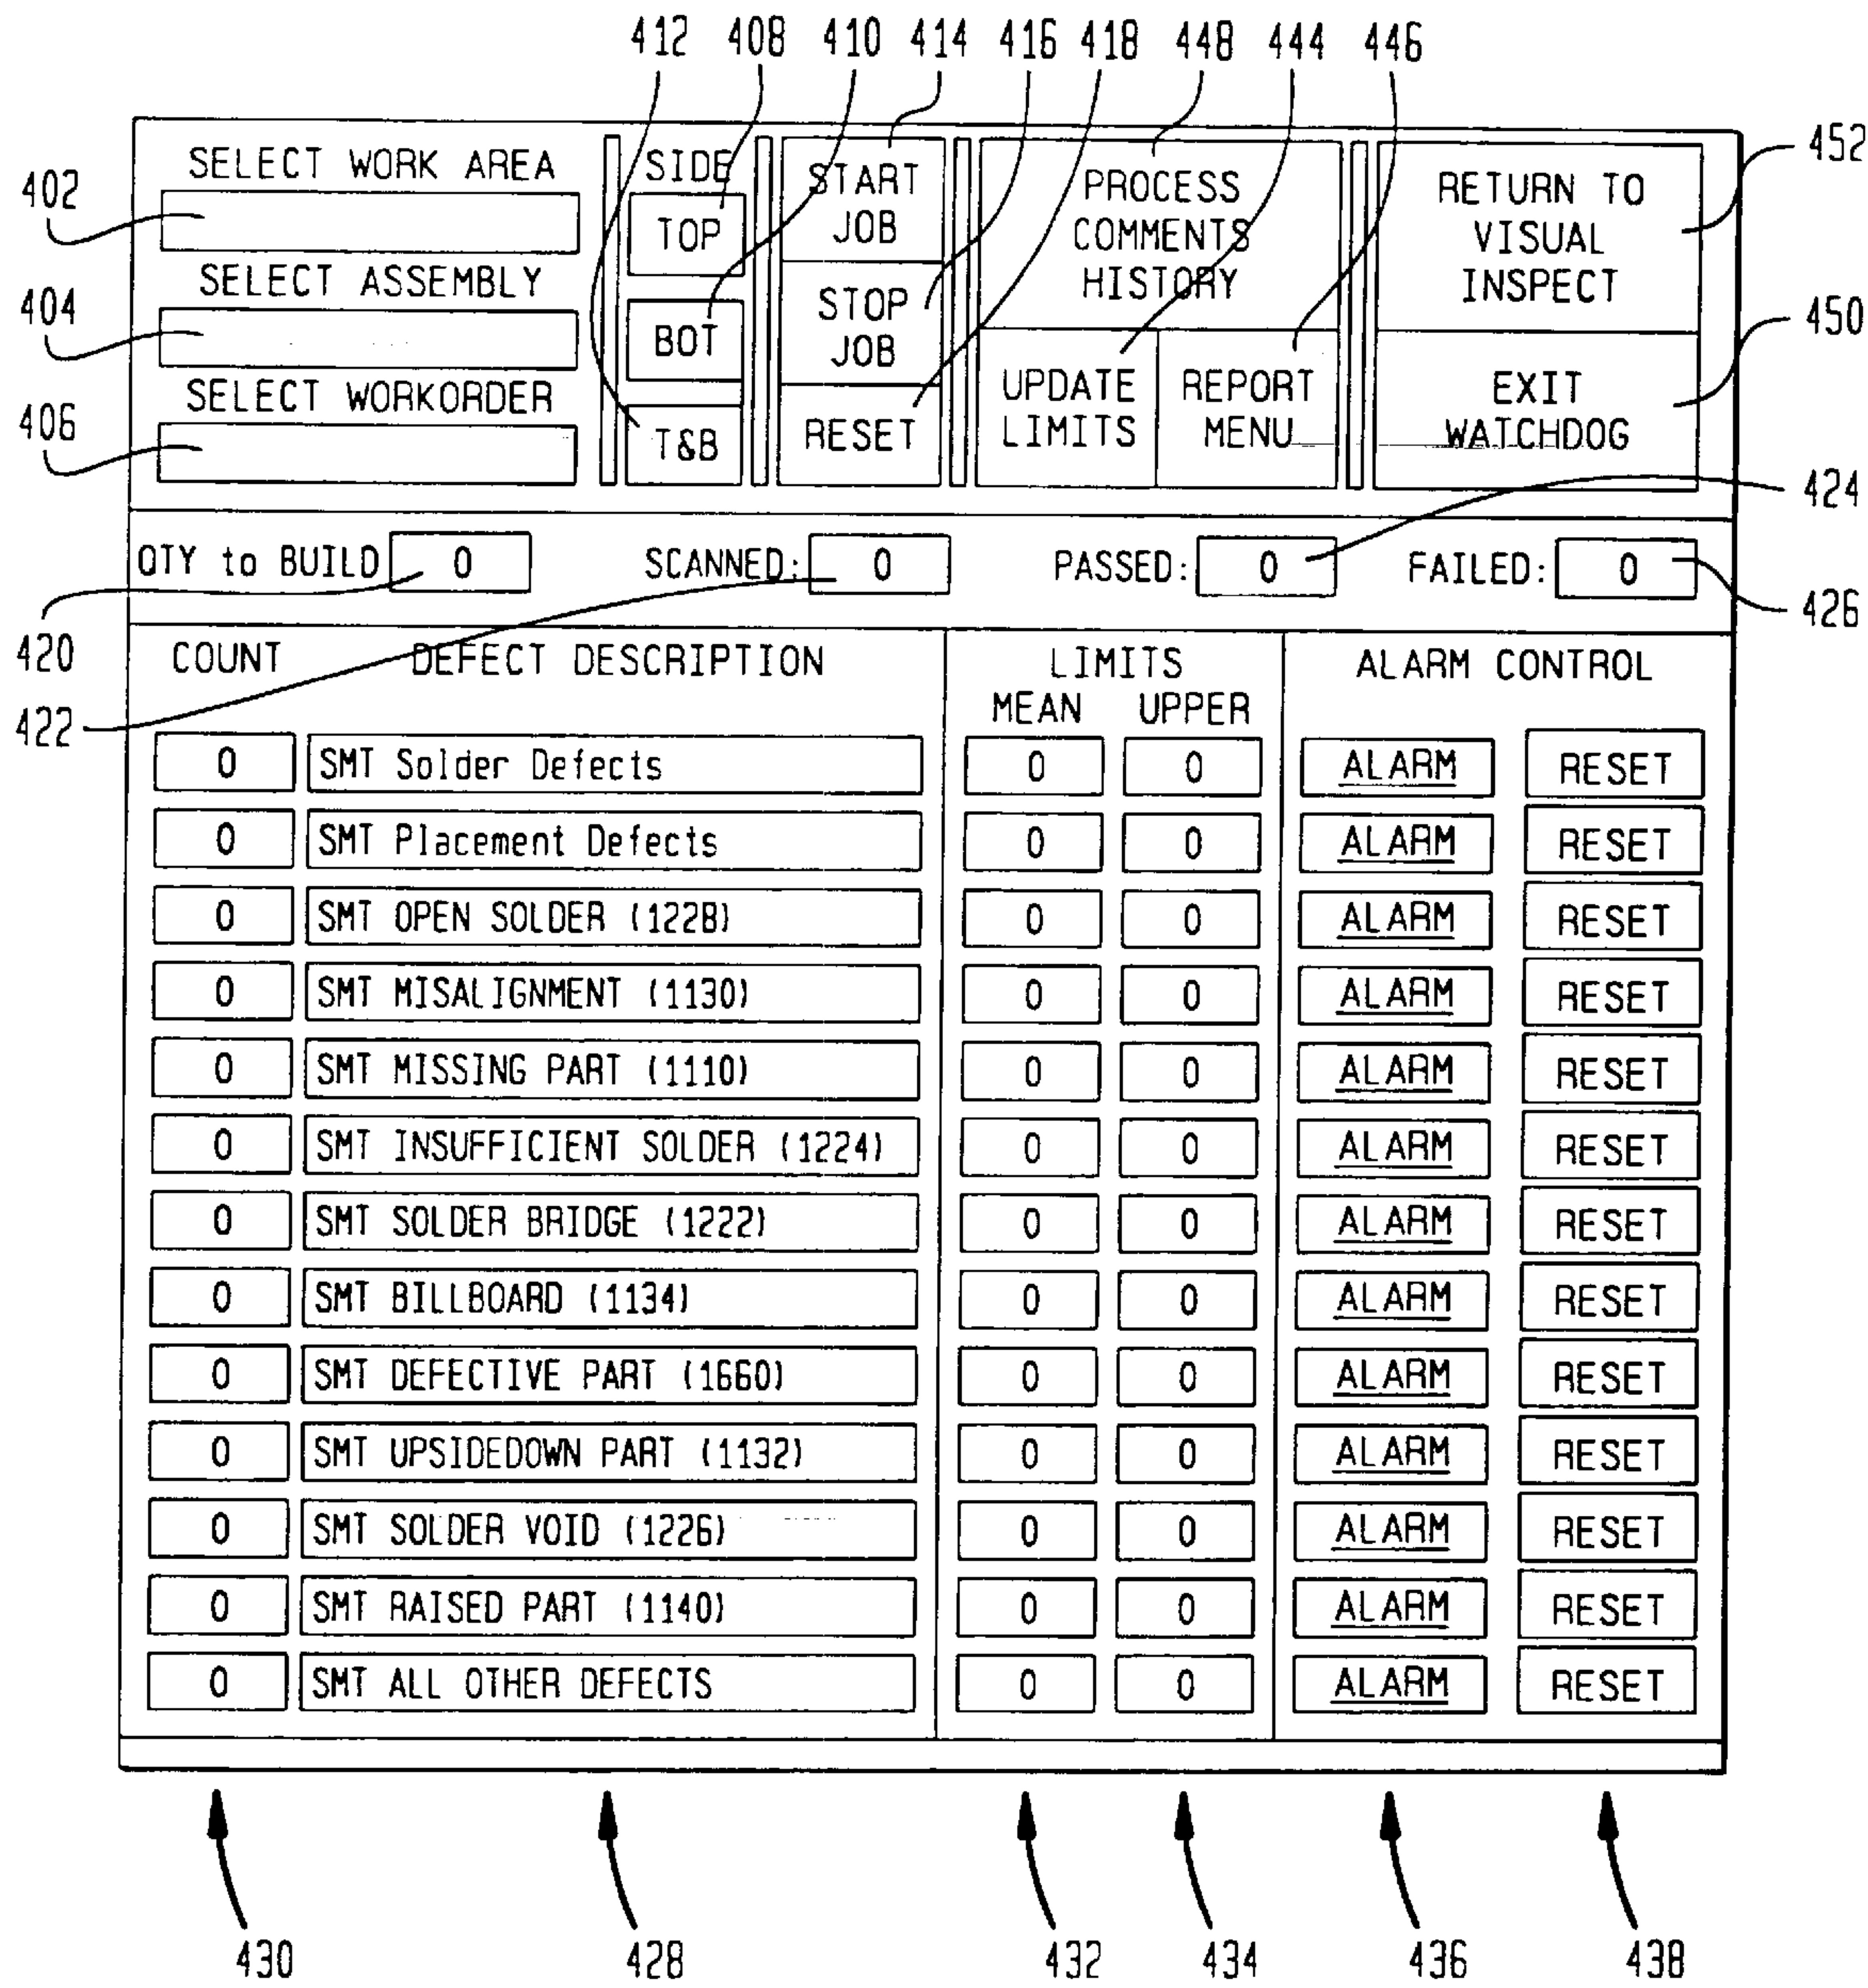 412 408 410 414 416 418 448 444 446
SELECT WORK AREA
402
SELECT ASSEMBLY
404
SELECT WORKORDER
406
SIDE
TOP
BOT
T&B
START
JOB
STOP
JOB
RESET
PROCESS
COMMENTS
HISTORY
UPDATE
LIMITS
REPORT
MENU
RETURN TO
VISUAL
INSPECT
EXIT
WATCHDOG
452
450
424
QTY to BUILD 0 SCANNED: 0 PASSED: 0 FAILED: 0
426
420
422
COUNT DEFECT DESCRIPTION LIMITS ALARM CONTROL
MEAN UPPER
0 SMT Solder Defects 0 0 ALARM RESET
0 SMT Placement Defects 0 0 ALARM RESET
0 SMT OPEN SOLDER (1228) 0 0 ALARM RESET
0 SMT MISALIGNMENT (1130) 0 0 ALARM RESET
0 SMT MISSING PART (1110) 0 0 ALARM RESET
0 SMT INSUFFICIENT SOLDER (1224) 0 0 ALARM RESET
0 SMT SOLDER BRIDGE (1222) 0 0 ALARM RESET
0 SMT BILLBOARD (1134) 0 0 ALARM RESET
0 SMT DEFECTIVE PART (1660) 0 0 ALARM RESET
0 SMT UPSIDEDOWN PART (1132) 0 0 ALARM RESET
0 SMT SOLDER VOID (1226) 0 0 ALARM RESET
0 SMT RAISED PART (1140) 0 0 ALARM RESET
0 SMT ALL OTHER DEFECTS 0 0 ALARM RESET
430 428 432 434 436 438